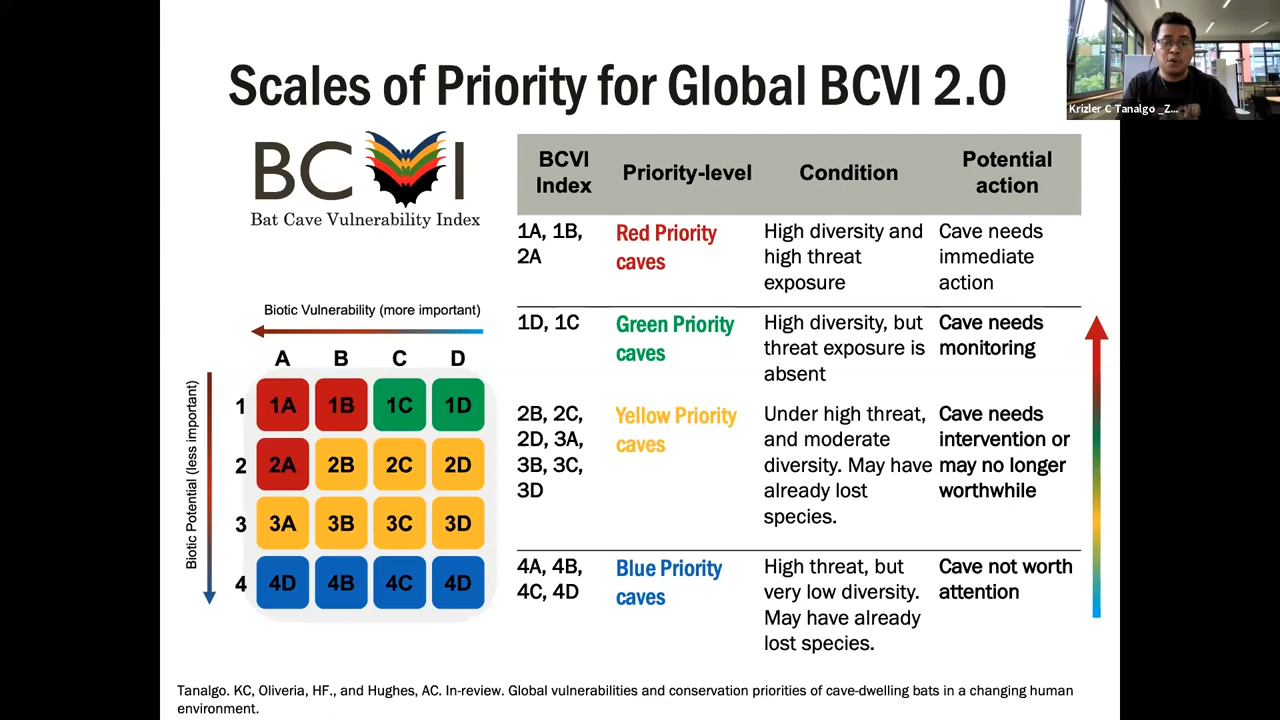 Scales of Priority for Global BCVI 2.0
Krizler C Tanalgo _Z...
BCVI
Bat Cave Vulnerability Index
Biotic Vulnerability (more important)
Biotic Potential (less important)
A B C D
1 1A 1B 1C 1D
2 2A 2B 2C 2D
3 3A 3B 3C 3D
4 4D 4B 4C 4D
BCVI
Index
Priority-level
Condition
Potential
action
1A, 1B,
2A
Red Priority
caves
High diversity and
high threat
exposure
Cave needs
immediate
action
1D, 1C
Green Priority
caves
High diversity, but
threat exposure is
absent
Cave needs
monitoring
2B, 2C,
2D, 3A,
3B, 3C,
3D
Yellow Priority
caves
Under high threat,
and moderate
diversity. May have
already lost
species.
Cave needs
intervention or
may no longer
worthwhile
4A, 4B,
4C, 4D
Blue Priority
caves
High threat, but
very low diversity.
May have already
lost species.
Cave not worth
attention
Tanalgo. KC, Oliveria, HF., and Hughes, AC. In-review. Global vulnerabilities and conservation priorities of cave-dwelling bats in a changing human
environment.